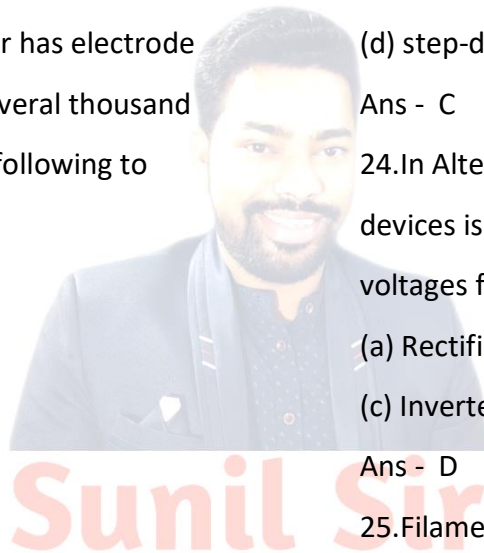 r has electrode
veral thousand
following to
(d) step-d
Ans - C
24.In Alte
devices is
voltages f
(a) Rectifi
(c) Inverte
Ans - D
25.Filame
Sunil Sir